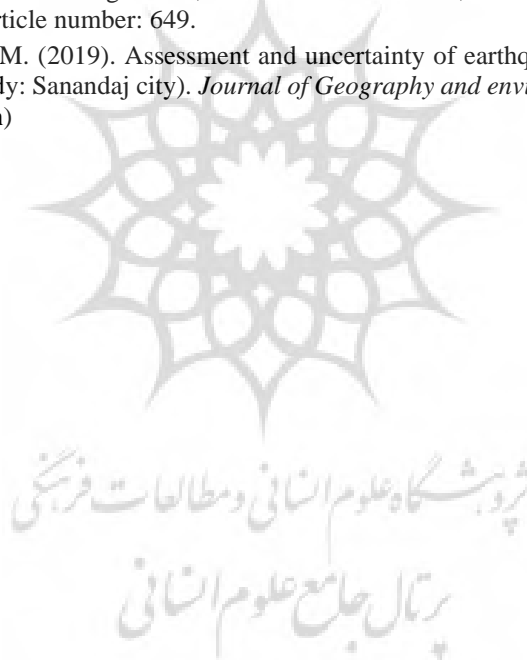 rticle number: 649.
M. (2019). Assessment and uncertainty of earthq
dy: Sanandaj city). Journal of Geography and envi
n)
پژوهشگاه علوم انسانی و مطالعات فرهنگی
پرتال جامع علوم انسانی